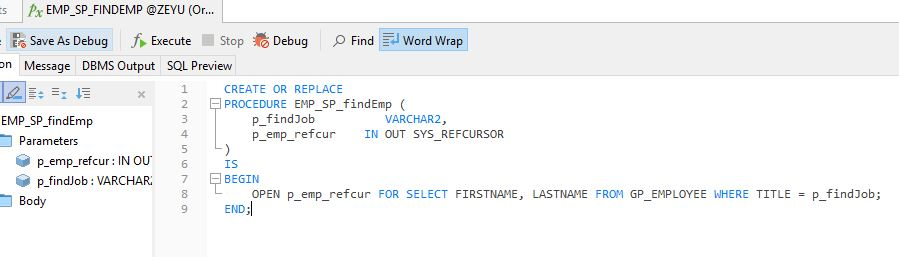 ts
EMP_SP_FINDEMP @ZEYU (Or...
Save As Debug Execute Stop Debug Find Word Wrap
on Message DBMS Output SQL Preview
EMP_SP_findEmp
Parameters
p_emp_refcur : IN OUT
p_findJob : VARCHAR2
Body
1 CREATE OR REPLACE
2 PROCEDURE EMP_SP_findEmp (
3 p_findJob VARCHAR2,
4 p_emp_refcur IN OUT SYS_REFCURSOR
5 )
6 IS
7 BEGIN
8 OPEN p_emp_refcur FOR SELECT FIRSTNAME, LASTNAME FROM GP_EMPLOYEE WHERE TITLE = p_findJob;
9 END;